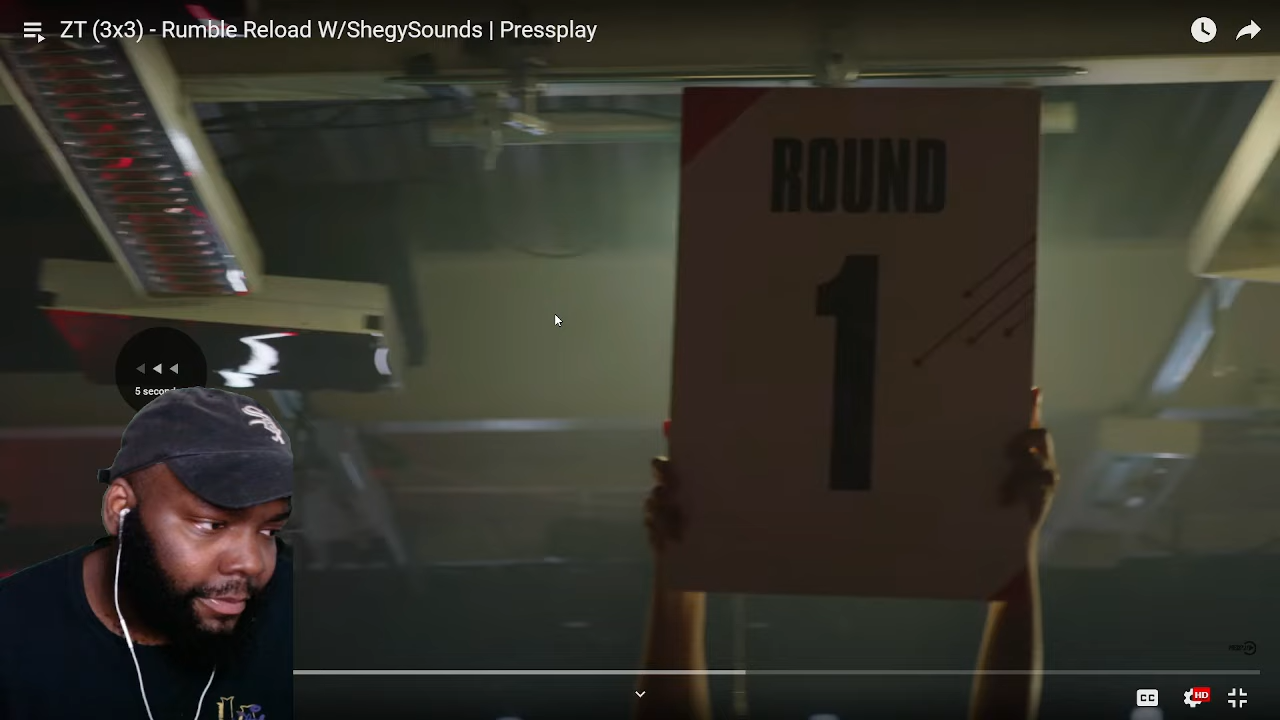 ZT (3x3) - Rumble Reload W/ShegySounds | Pressplay
ROUND
1
5 second
CC
HD